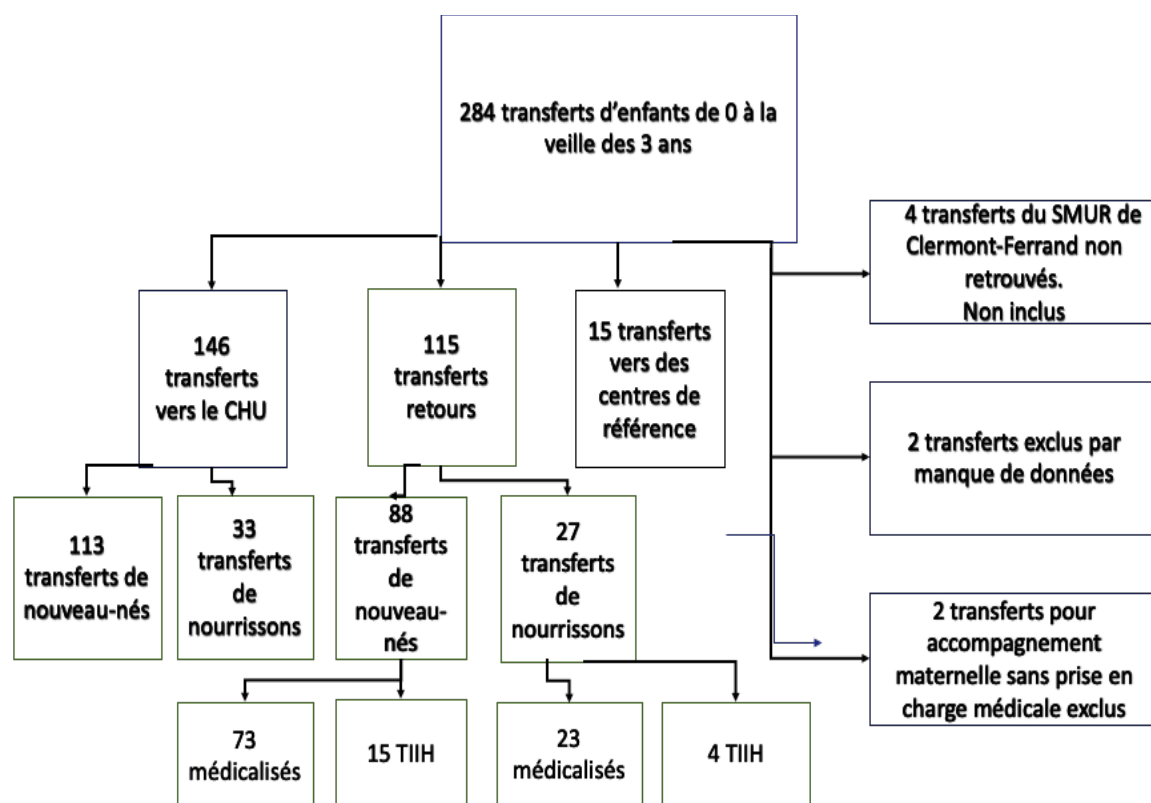 284 transferts d'enfants de 0 à la
veille des 3 ans
4 transferts du SMUR de
Clermont-Ferrand non
retrouvés.
Non inclus
146
transferts
vers le CHU
115
transferts
retours
15 transferts
vers des
centres de
référence
2 transferts exclus par
manque de données
113
transferts de
nouveau-nés
33
transferts
de
nourrissons
88
transferts
de
nouveau-
nés
27
transferts
de
nourrissons
2 transferts pour
accompagnement
maternelle sans prise en
charge médicale exclus
73
médicalisés
15 TIIH
23
médicalisés
4 TIIH